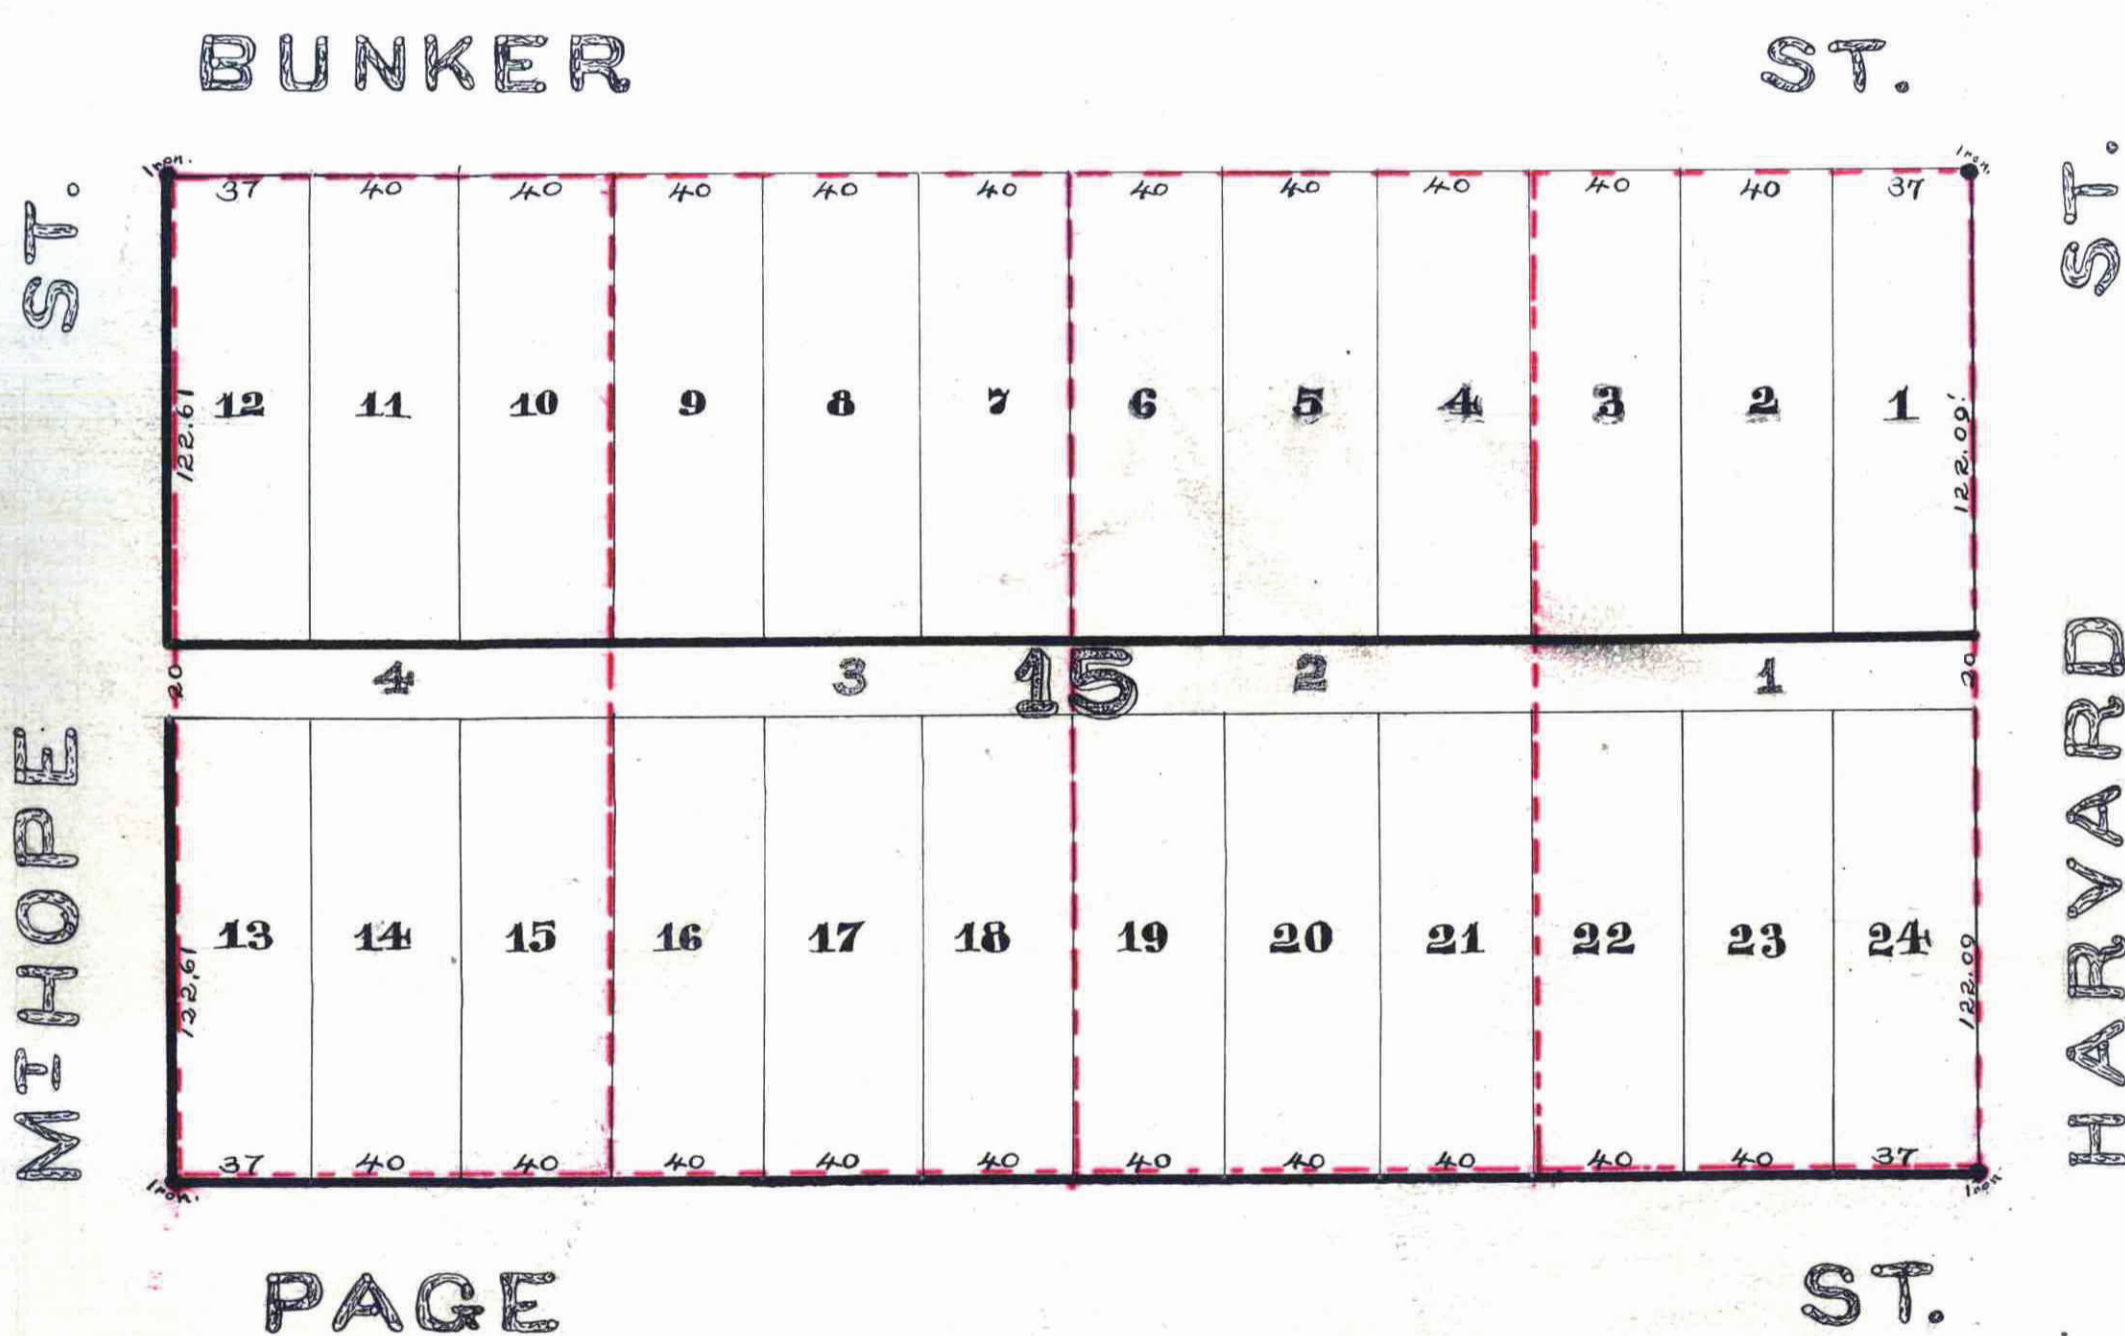 BUNKER ST.
Iron. Iron.
37 40 40 40 40 40 40 40 40 40 40 37
MT HOPE ST.
HARVARD ST.
122.61 122.09'
12 11 10 9 8 7 6 5 4 3 2 1
20 4 3 15 2 1 20
13 14 15 16 17 18 19 20 21 22 23 24
122.61 122.09
37 40 40 40 40 40 40 40 40 40 40 37
Iron. Iron
PAGE ST.